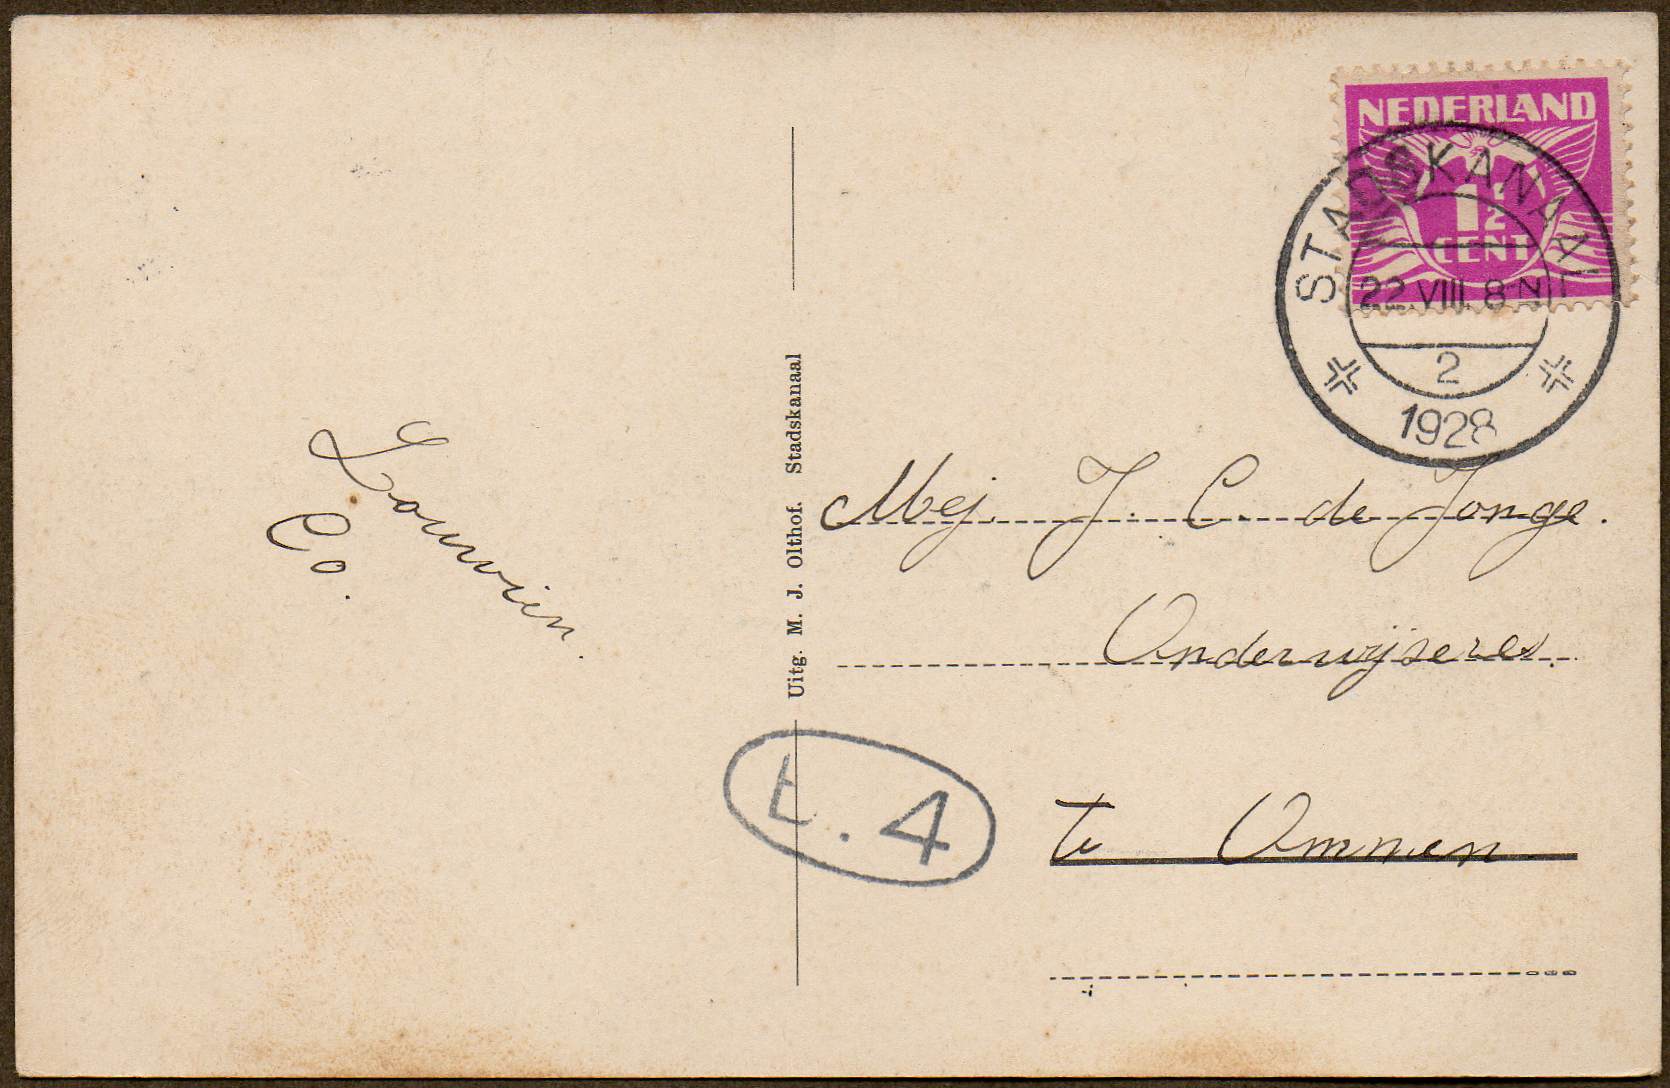 NEDERLAND
1½
CENT
STADSKANAAL
22.VIII.8-N
2
1928
Co.
Uitg. M. J. Olthof. Stadskanaal
Mej. J. C. de Jonge.
Onderwijseres.
te Ommen.
t.4